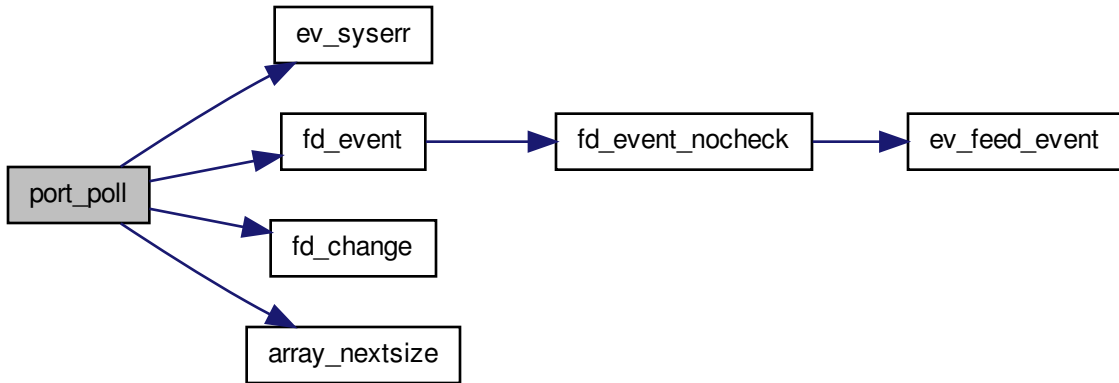 ev_syserr
fd_event
fd_event_nocheck
ev_feed_event
port_poll
fd_change
array_nextsize